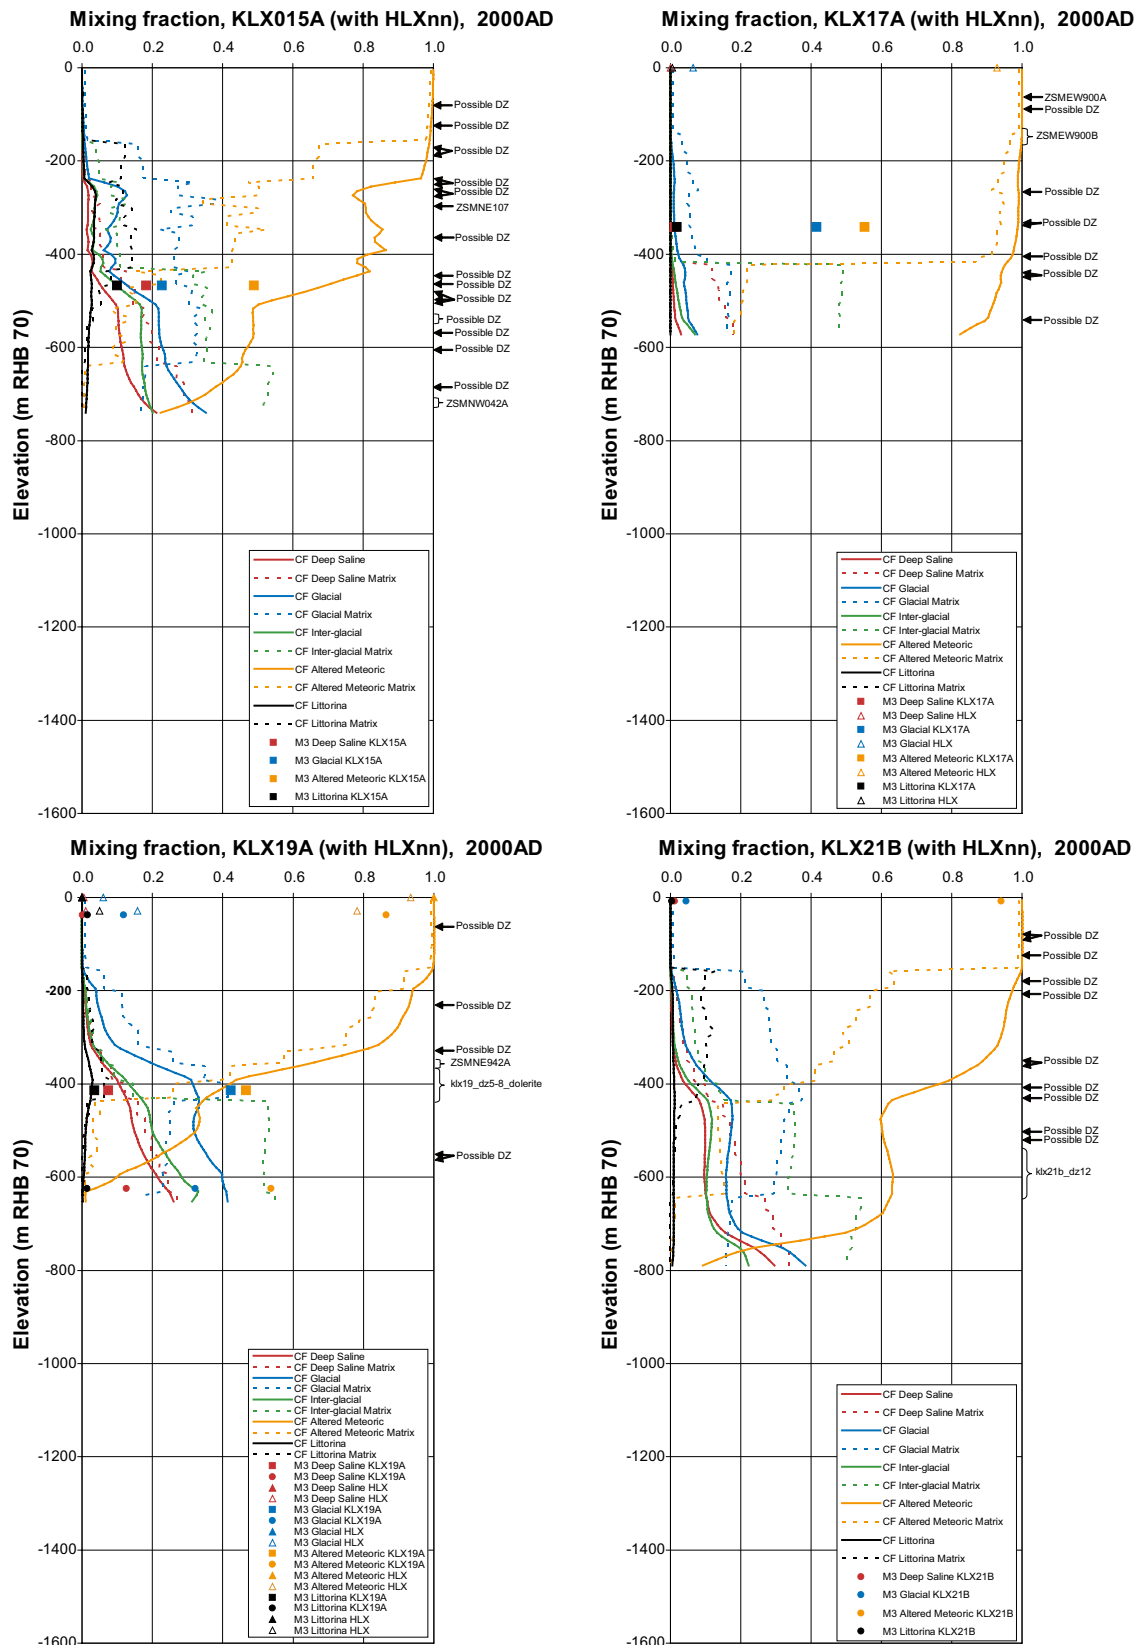 Mixing fraction, KLX015A (with HLXnn), 2000AD
0.0 0.2 0.4 0.6 0.8 1.0
0
-200
-400
-600
-800
-1000
-1200
-1400
-1600
Elevation (m RHB 70)
Possible DZ
Possible DZ
Possible DZ
Possible DZ
Possible DZ
ZSMNE107
Possible DZ
Possible DZ
Possible DZ
Possible DZ
Possible DZ
Possible DZ
Possible DZ
Possible DZ
ZSMNW042A
CF Deep Saline
CF Deep Saline Matrix
CF Glacial
CF Glacial Matrix
CF Inter-glacial
CF Inter-glacial Matrix
CF Altered Meteoric
CF Altered Meteoric Matrix
CF Littorina
CF Littorina Matrix
M3 Deep Saline KLX15A
M3 Glacial KLX15A
M3 Altered Meteoric KLX15A
M3 Littorina KLX15A
Mixing fraction, KLX17A (with HLXnn), 2000AD
0.0 0.2 0.4 0.6 0.8 1.0
0
-200
-400
-600
-800
-1000
-1200
-1400
-1600
Elevation (m RHB 70)
ZSMEW900A
Possible DZ
ZSMEW900B
Possible DZ
Possible DZ
Possible DZ
Possible DZ
Possible DZ
CF Deep Saline
CF Deep Saline Matrix
CF Glacial
CF Glacial Matrix
CF Inter-glacial
CF Inter-glacial Matrix
CF Altered Meteoric
CF Altered Meteoric Matrix
CF Littorina
CF Littorina Matrix
M3 Deep Saline KLX17A
M3 Deep Saline HLX
M3 Glacial KLX17A
M3 Glacial HLX
M3 Altered Meteoric KLX17A
M3 Altered Meteoric HLX
M3 Littorina KLX17A
M3 Littorina HLX
Mixing fraction, KLX19A (with HLXnn), 2000AD
0.0 0.2 0.4 0.6 0.8 1.0
0
-200
-400
-600
-800
-1000
-1200
-1400
-1600
Elevation (m RHB 70)
Possible DZ
Possible DZ
Possible DZ
ZSMNE942A
klx19_dz5-8_dolerite
Possible DZ
CF Deep Saline
CF Deep Saline Matrix
CF Glacial
CF Glacial Matrix
CF Inter-glacial
CF Inter-glacial Matrix
CF Altered Meteoric
CF Altered Meteoric Matrix
CF Littorina
CF Littorina Matrix
M3 Deep Saline KLX19A
M3 Deep Saline KLX19A
M3 Deep Saline HLX
M3 Deep Saline HLX
M3 Glacial KLX19A
M3 Glacial KLX19A
M3 Glacial HLX
M3 Glacial HLX
M3 Altered Meteoric KLX19A
M3 Altered Meteoric KLX19A
M3 Altered Meteoric HLX
M3 Altered Meteoric HLX
M3 Littorina KLX19A
M3 Littorina KLX19A
M3 Littorina HLX
M3 Littorina HLX
Mixing fraction, KLX21B (with HLXnn), 2000AD
0.0 0.2 0.4 0.6 0.8 1.0
0
-200
-400
-600
-800
-1000
-1200
-1400
-1600
Elevation (m RHB 70)
Possible DZ
Possible DZ
Possible DZ
Possible DZ
Possible DZ
Possible DZ
Possible DZ
Possible DZ
Possible DZ
klx21b_dz12
CF Deep Saline
CF Deep Saline Matrix
CF Glacial
CF Glacial Matrix
CF Inter-glacial
CF Inter-glacial Matrix
CF Altered Meteoric
CF Altered Meteoric Matrix
CF Littorina
CF Littorina Matrix
M3 Deep Saline KLX21B
M3 Glacial KLX21B
M3 Altered Meteoric KLX21B
M3 Littorina KLX21B